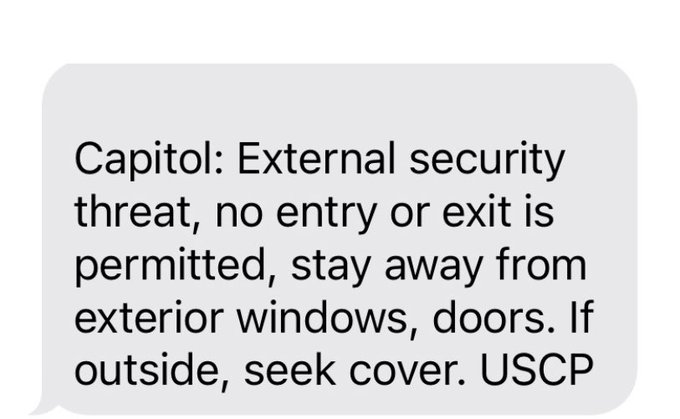 Capitol: External security
threat, no entry or exit is
permitted, stay away from
exterior windows, doors. If
outside, seek cover. USCP